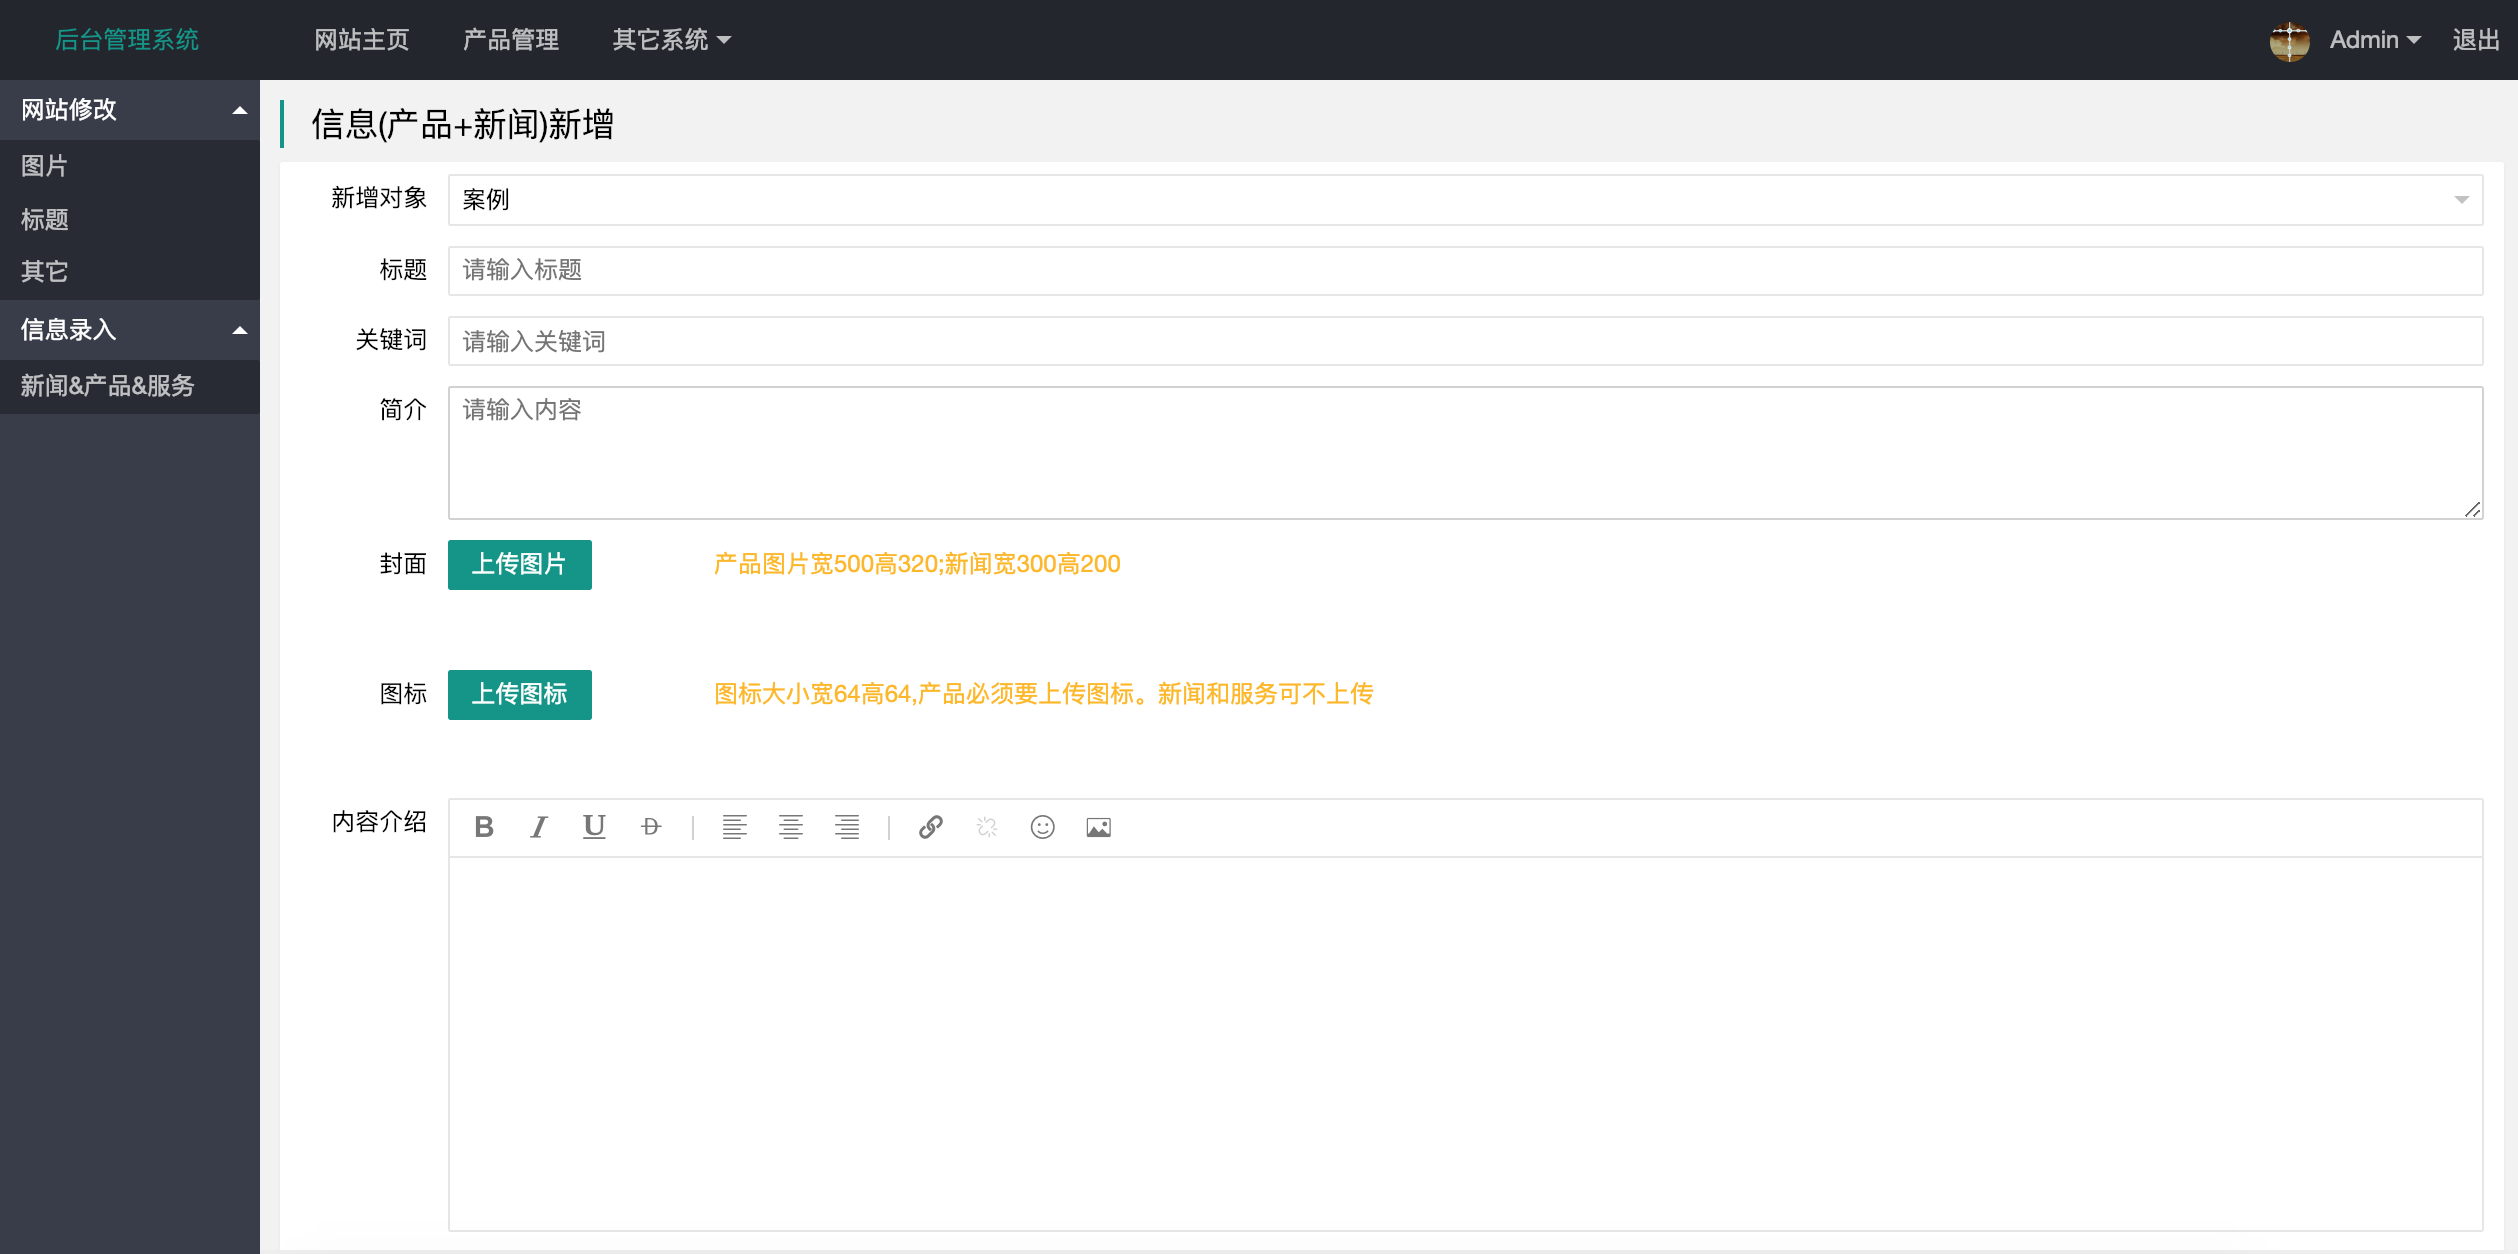 后台管理系统 网站主页 产品管理 其它系统 Admin 退出
网站修改
图片
标题
其它
信息录入
新闻&产品&服务
信息(产品+新闻)新增
新增对象 案例
标题 请输入标题
关键词 请输入关键词
简介 请输入内容
封面 上传图片 产品图片宽500高320;新闻宽300高200
图标 上传图标 图标大小宽64高64,产品必须要上传图标。新闻和服务可不上传
内容介绍 B I U D